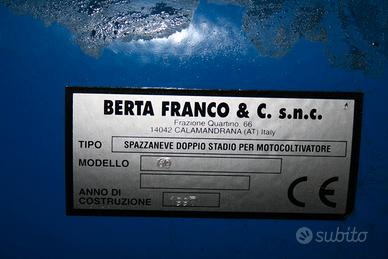 BERTA FRANCO & C. s.n.c.
Frazione Quartino, 66
14042 CALAMANDRANA (AT) Italy
TIPO SPAZZANEVE DOPPIO STADIO PER MOTOCOLTIVATORE
MODELLO
ANNO DI
COSTRUZIONE 1997
CE
subito